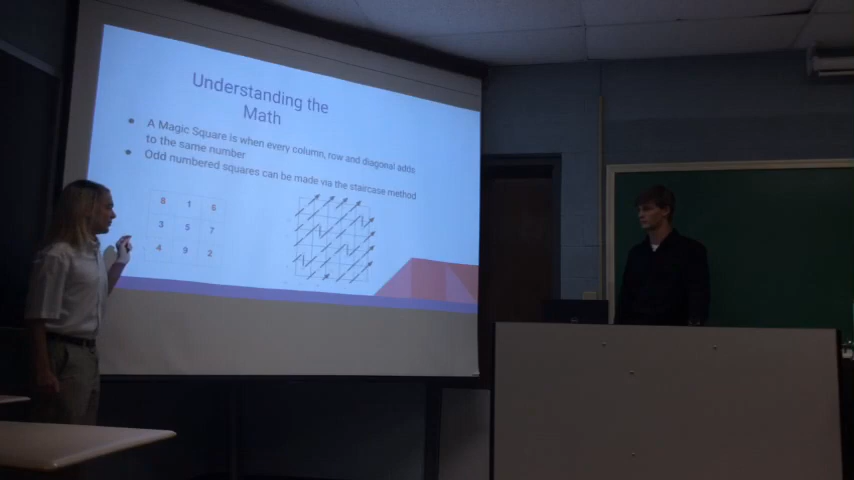 Understanding the
Math
A Magic Square is when every column, row and diagonal adds
to the same number
Odd numbered squares can be made via the staircase method
8 1 6
3 5 7
4 9 2